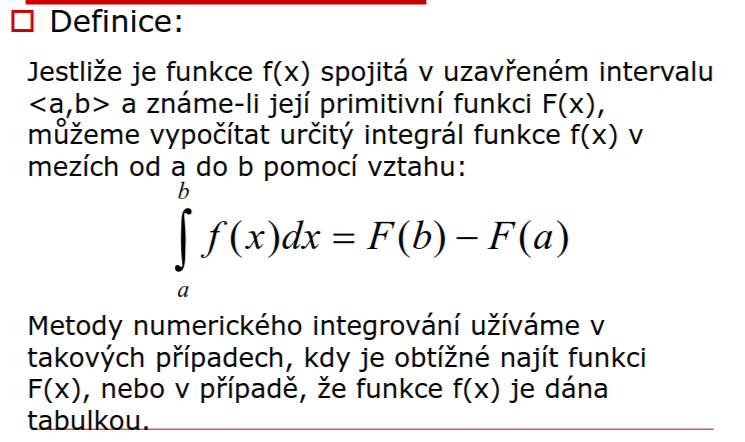 Definice:
Jestliže je funkce f(x) spojitá v uzavřeném intervalu
<a,b> a známe-li její primitivní funkci F(x),
můžeme vypočítat určitý integrál funkce f(x) v
mezích od a do b pomocí vztahu:
b
∫ f(x)dx = F(b) − F(a)
a
Metody numerického integrování užíváme v
takových případech, kdy je obtížné najít funkci
F(x), nebo v případě, že funkce f(x) je dána
tabulkou.